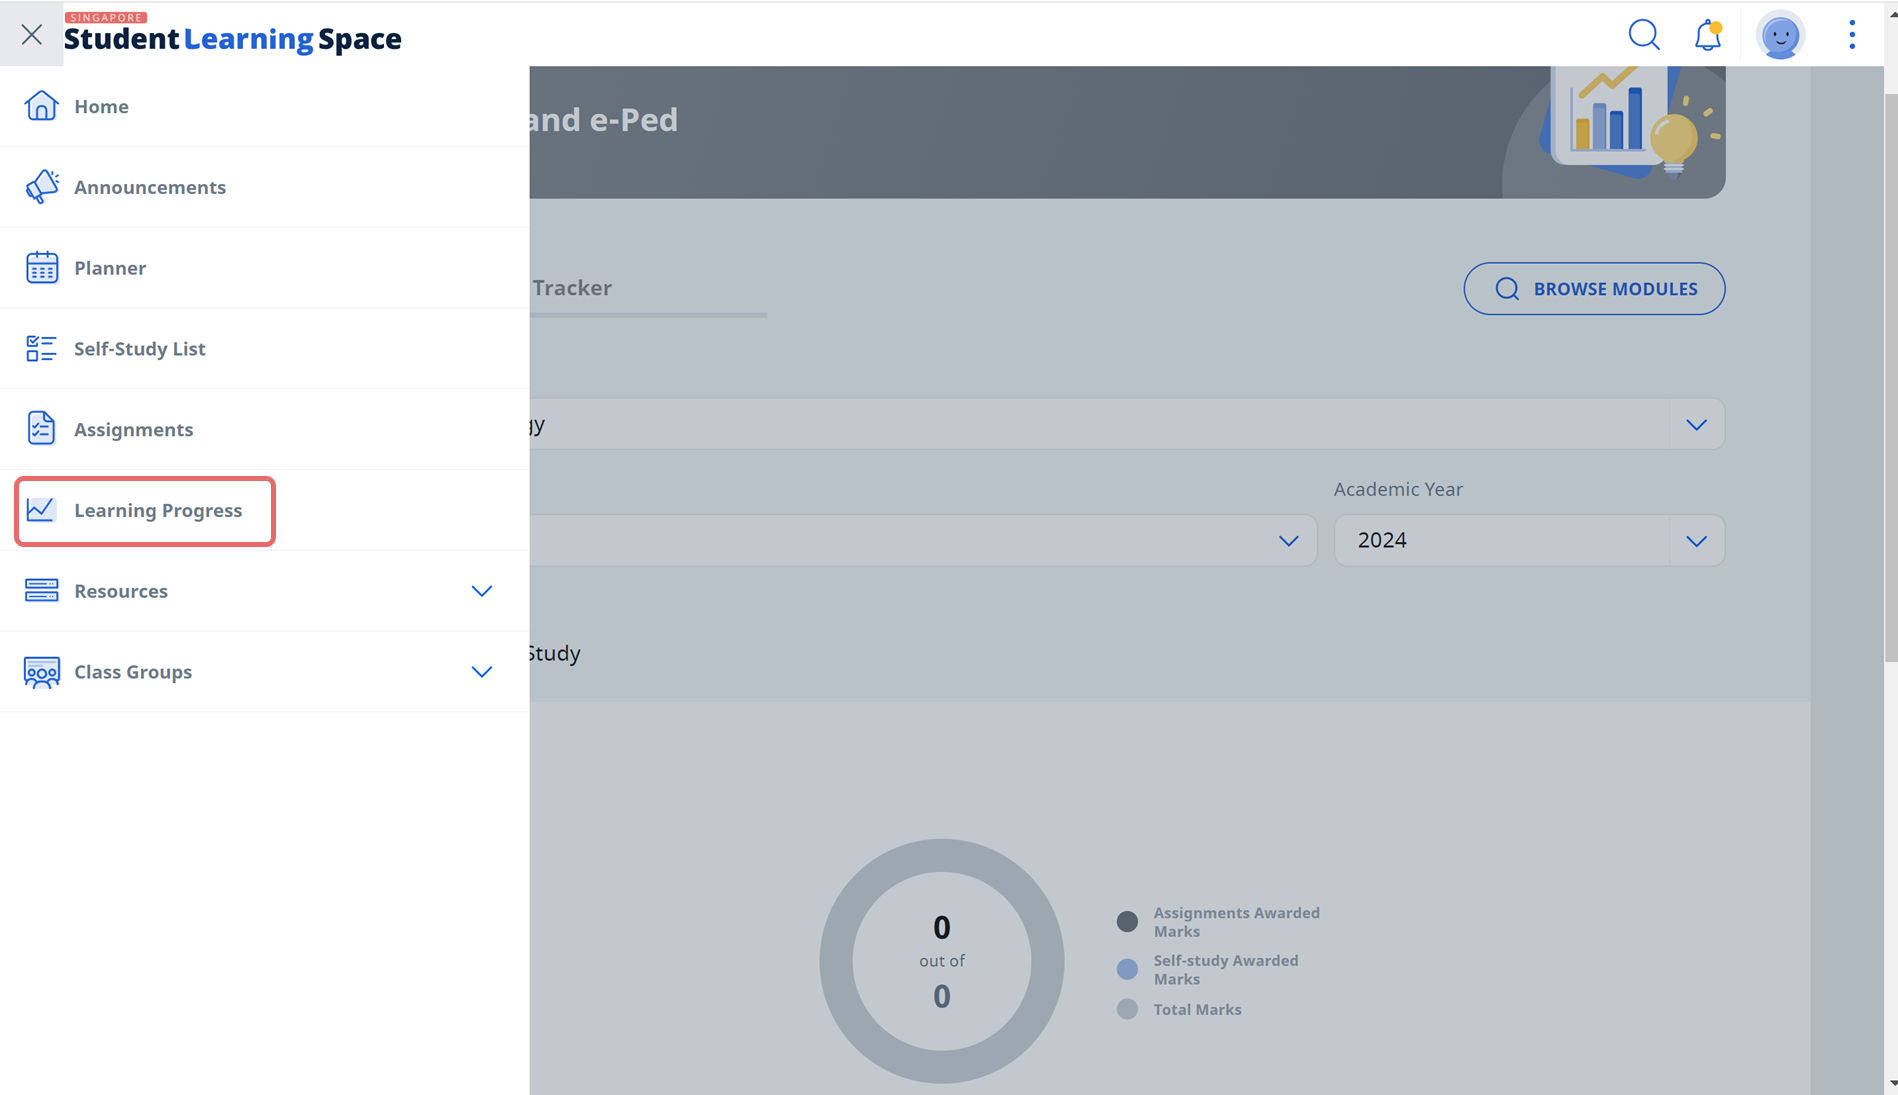 SINGAPORE
Student Learning Space
Home
and e-Ped
Announcements
Planner
Tracker
BROWSE MODULES
Self-Study List
Assignments
gy
Learning Progress
Academic Year
2024
Resources
Study
Class Groups
0
out of
0
Assignments Awarded
Marks
Self-study Awarded
Marks
Total Marks